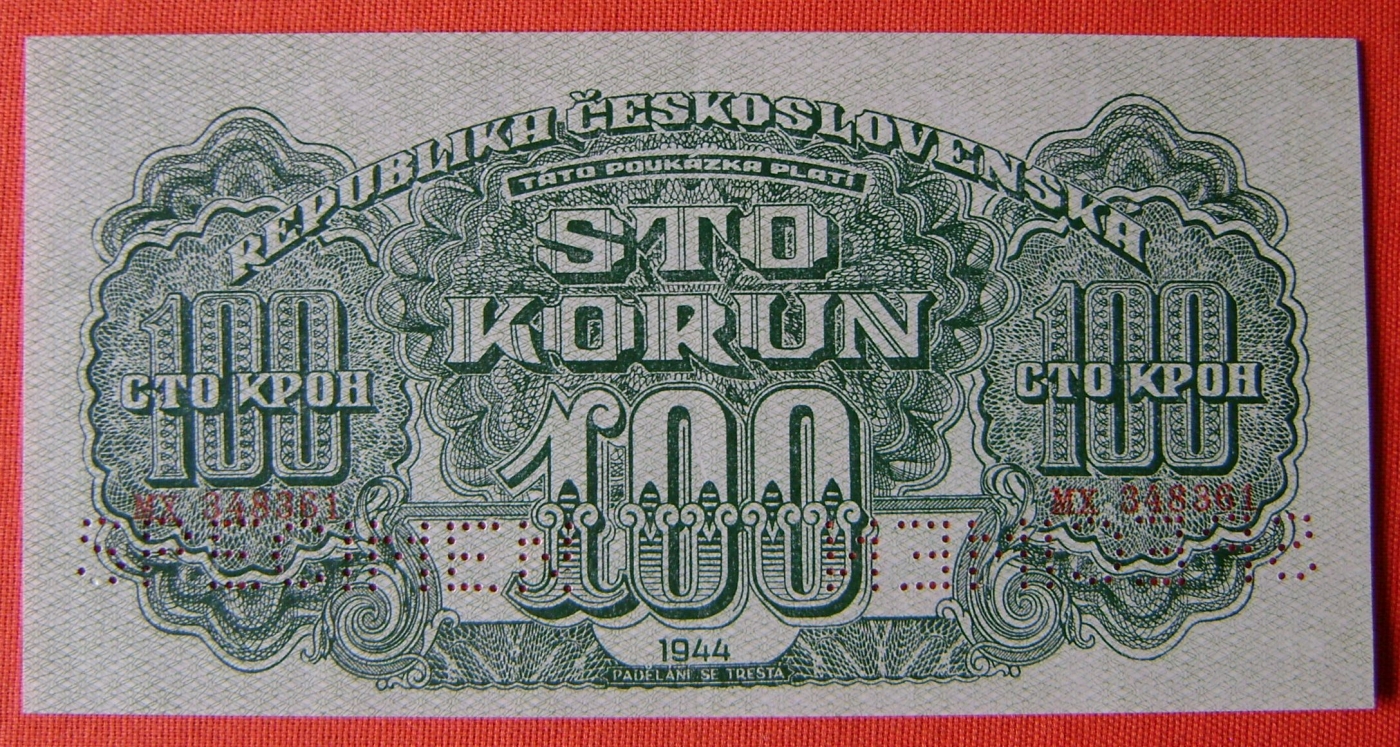 REPUBLIKA ČESKOSLOVENSKÁ
TATO POUKÁZKA PLATÍ
STO
KORUN
100
СТО КРОН
100
СТО КРОН
100
MX 348361
MX 348361
1944
PADĚLÁNÍ SE TRESTÁ